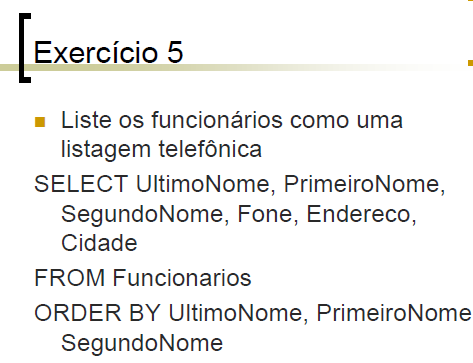 Exercício 5
Liste os funcionários como uma
listagem telefônica
SELECT UltimoNome, PrimeiroNome,
SegundoNome, Fone, Endereco,
Cidade
FROM Funcionarios
ORDER BY UltimoNome, PrimeiroNome
SegundoNome